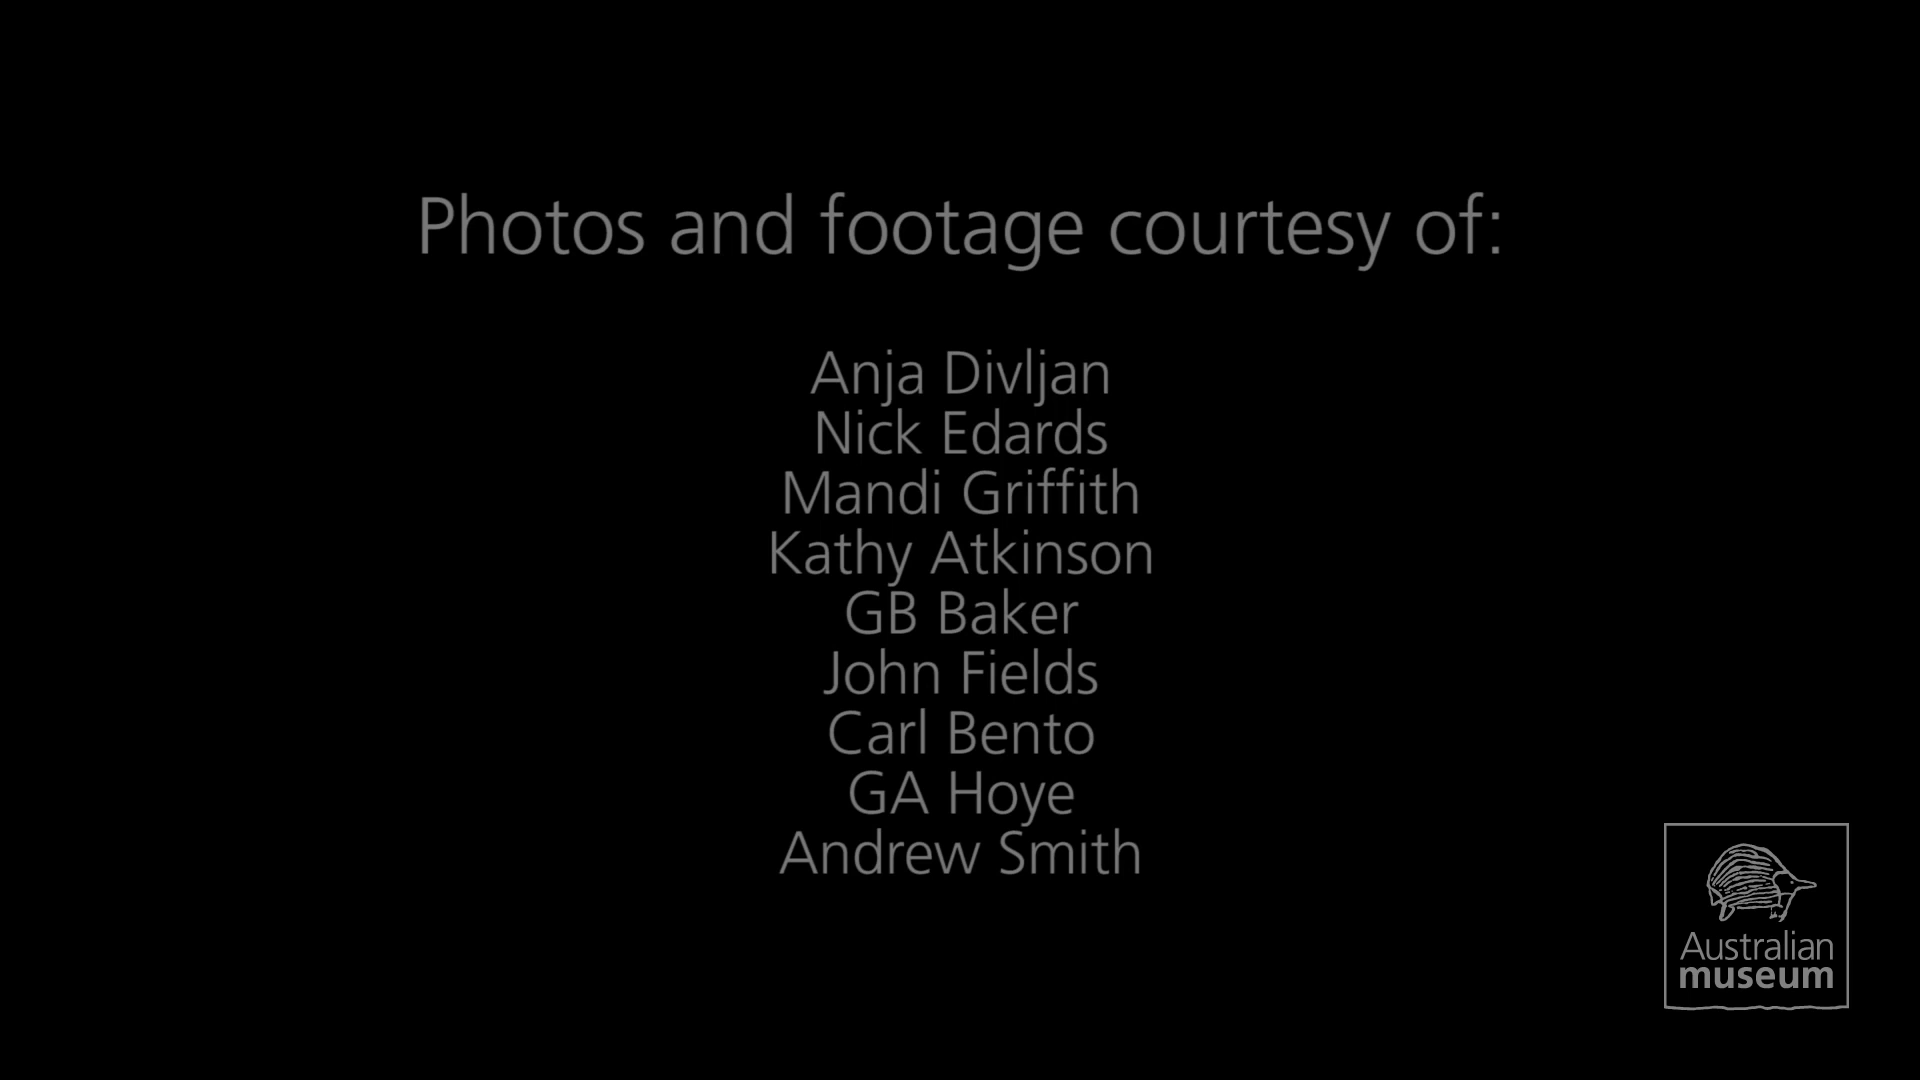 Photos and footage courtesy of:
Anja Divljan
Nick Edards
Mandi Griffith
Kathy Atkinson
GB Baker
John Fields
Carl Bento
GA Hoye
Andrew Smith
Australian
museum